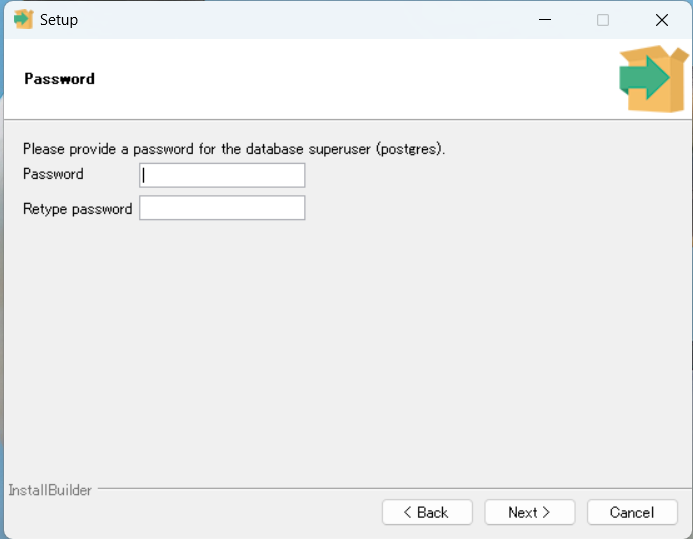 Setup
Password
Please provide a password for the database superuser (postgres).
Password
Retype password
InstallBuilder
< Back
Next >
Cancel